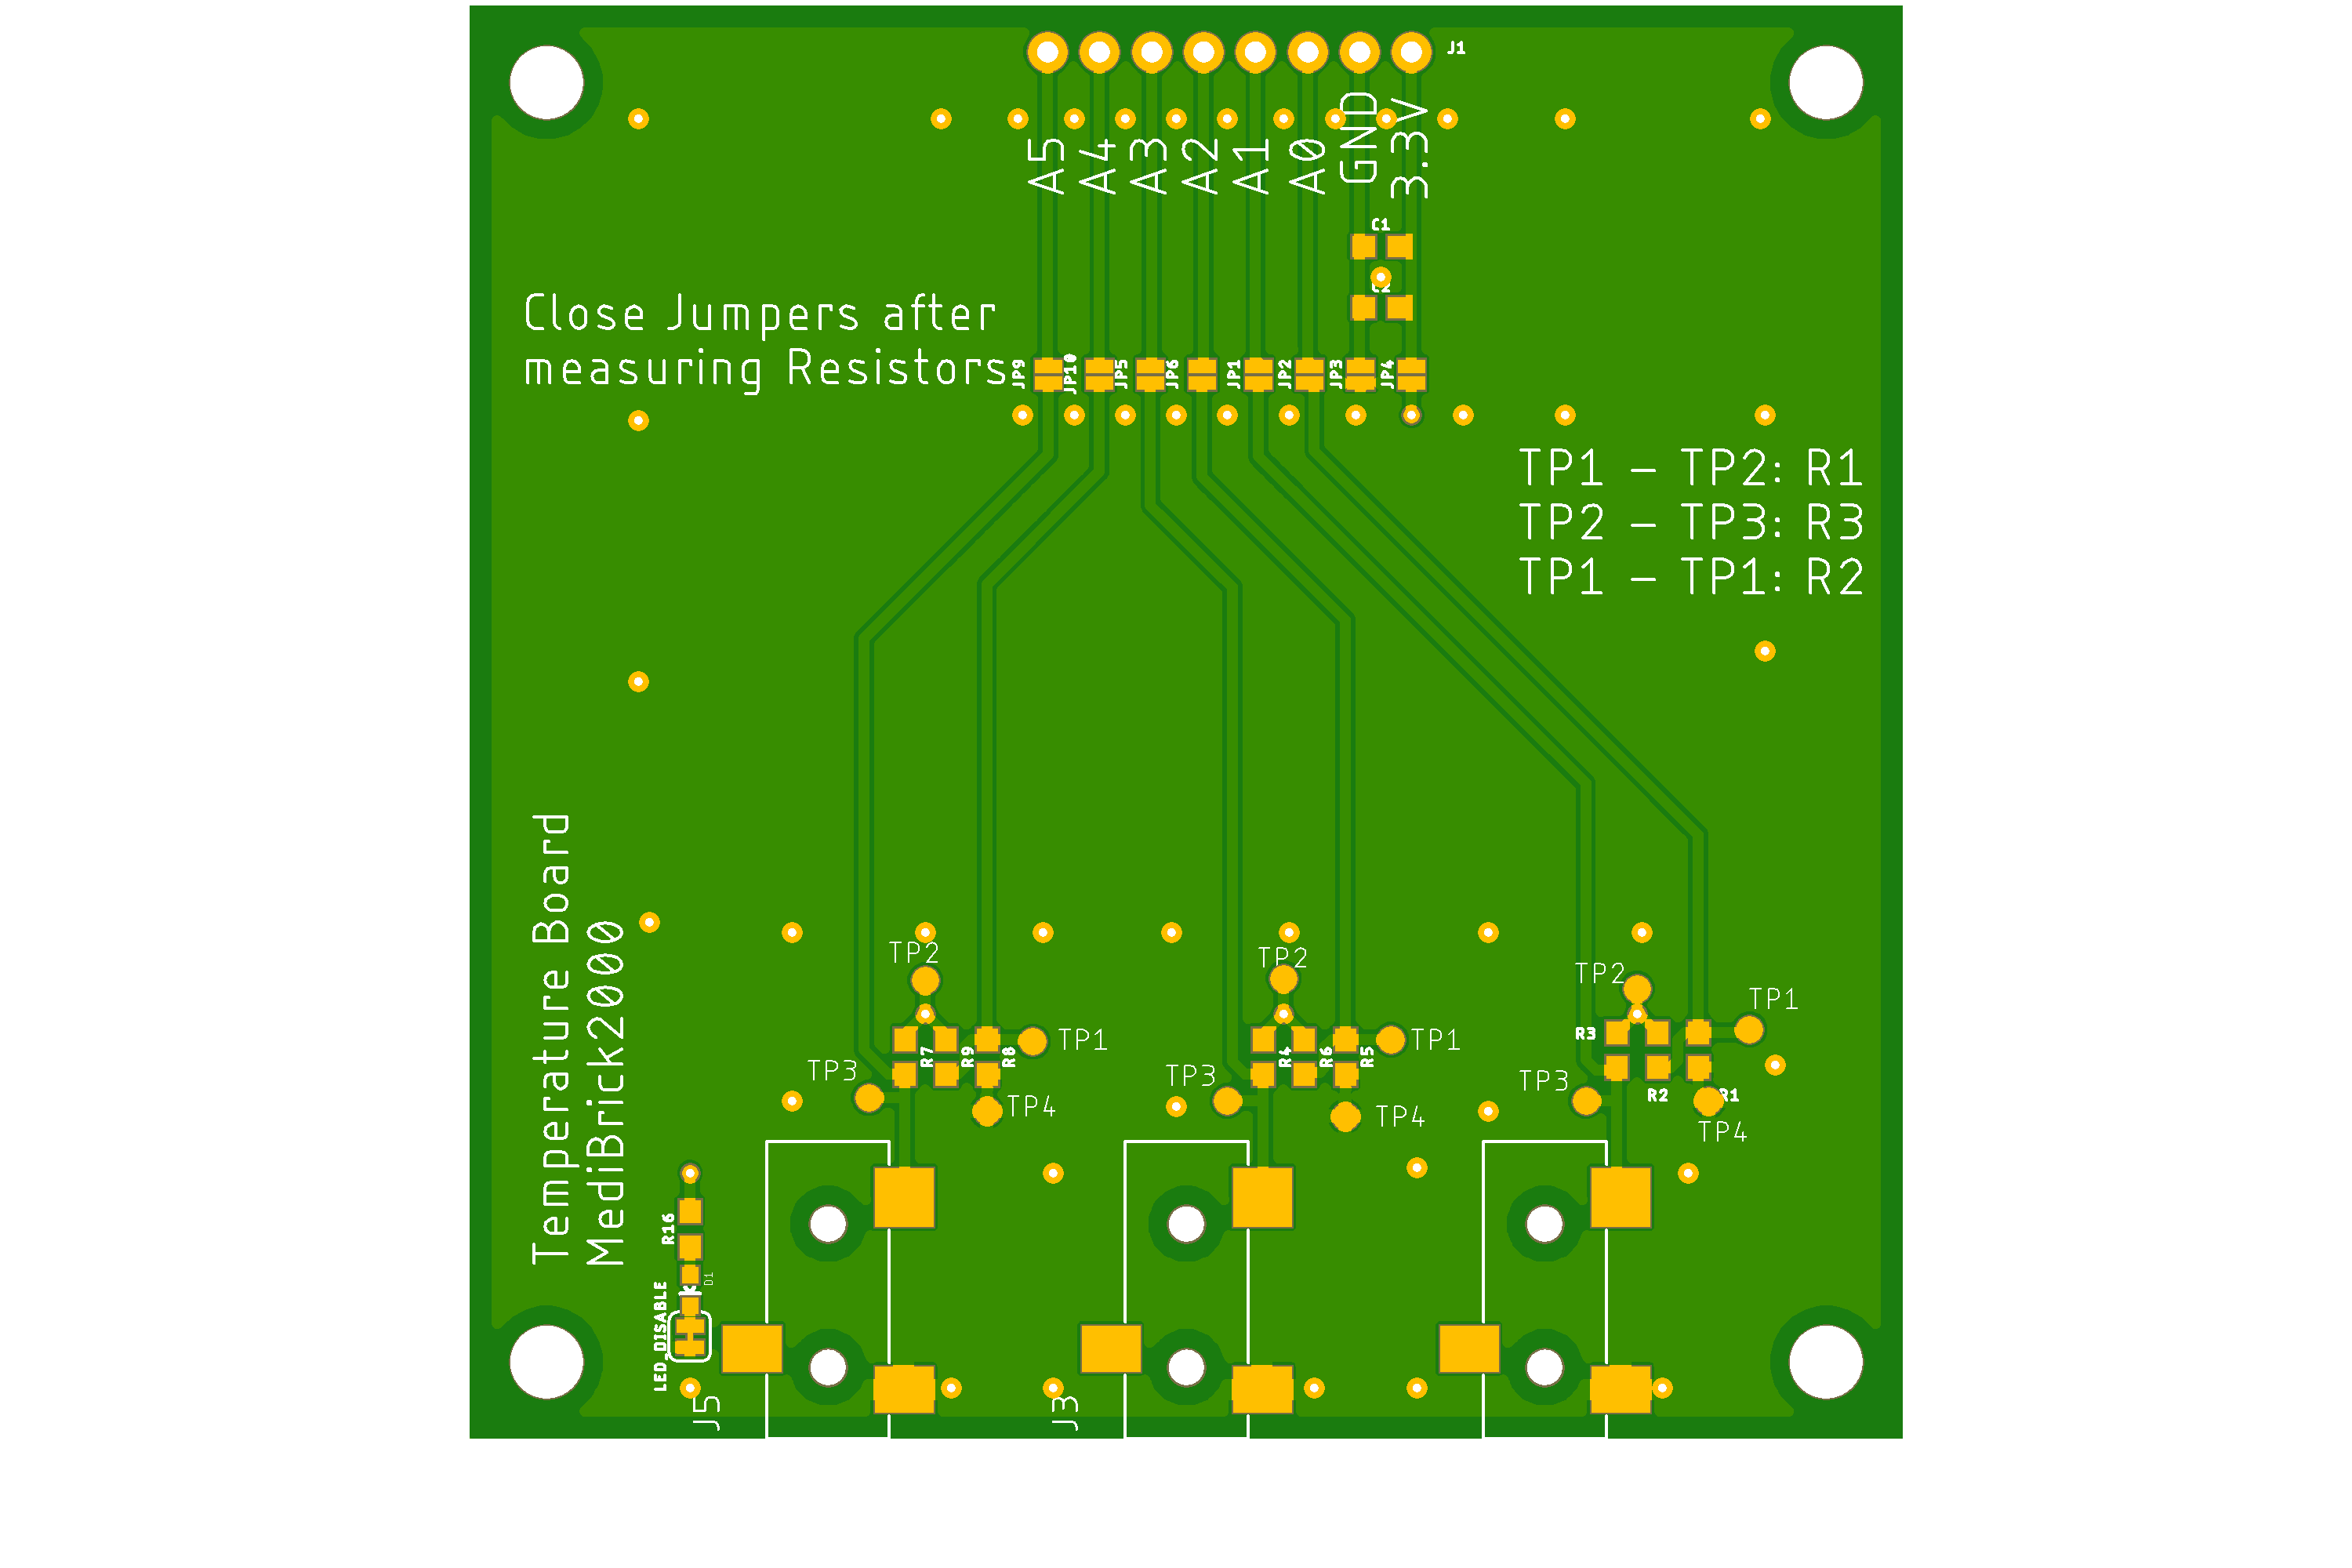 J1
A5
A4
A3
A2
A1
A0
GND
3.3V
C1
C2
Close Jumpers after
measuring Resistors
JP9
JP10
JP5
JP6
JP1
JP2
JP3
JP4
TP1 - TP2: R1
TP2 - TP3: R3
TP1 - TP1: R2
Temperature Board
MediBrick2000
TP2
TP1
TP3
TP4
R7
R9
R8
TP2
TP1
TP3
TP4
R4
R6
R5
TP2
TP1
TP3
TP4
R3
R2
R1
R16
D1
K
LED_DISABLE
J5
J3